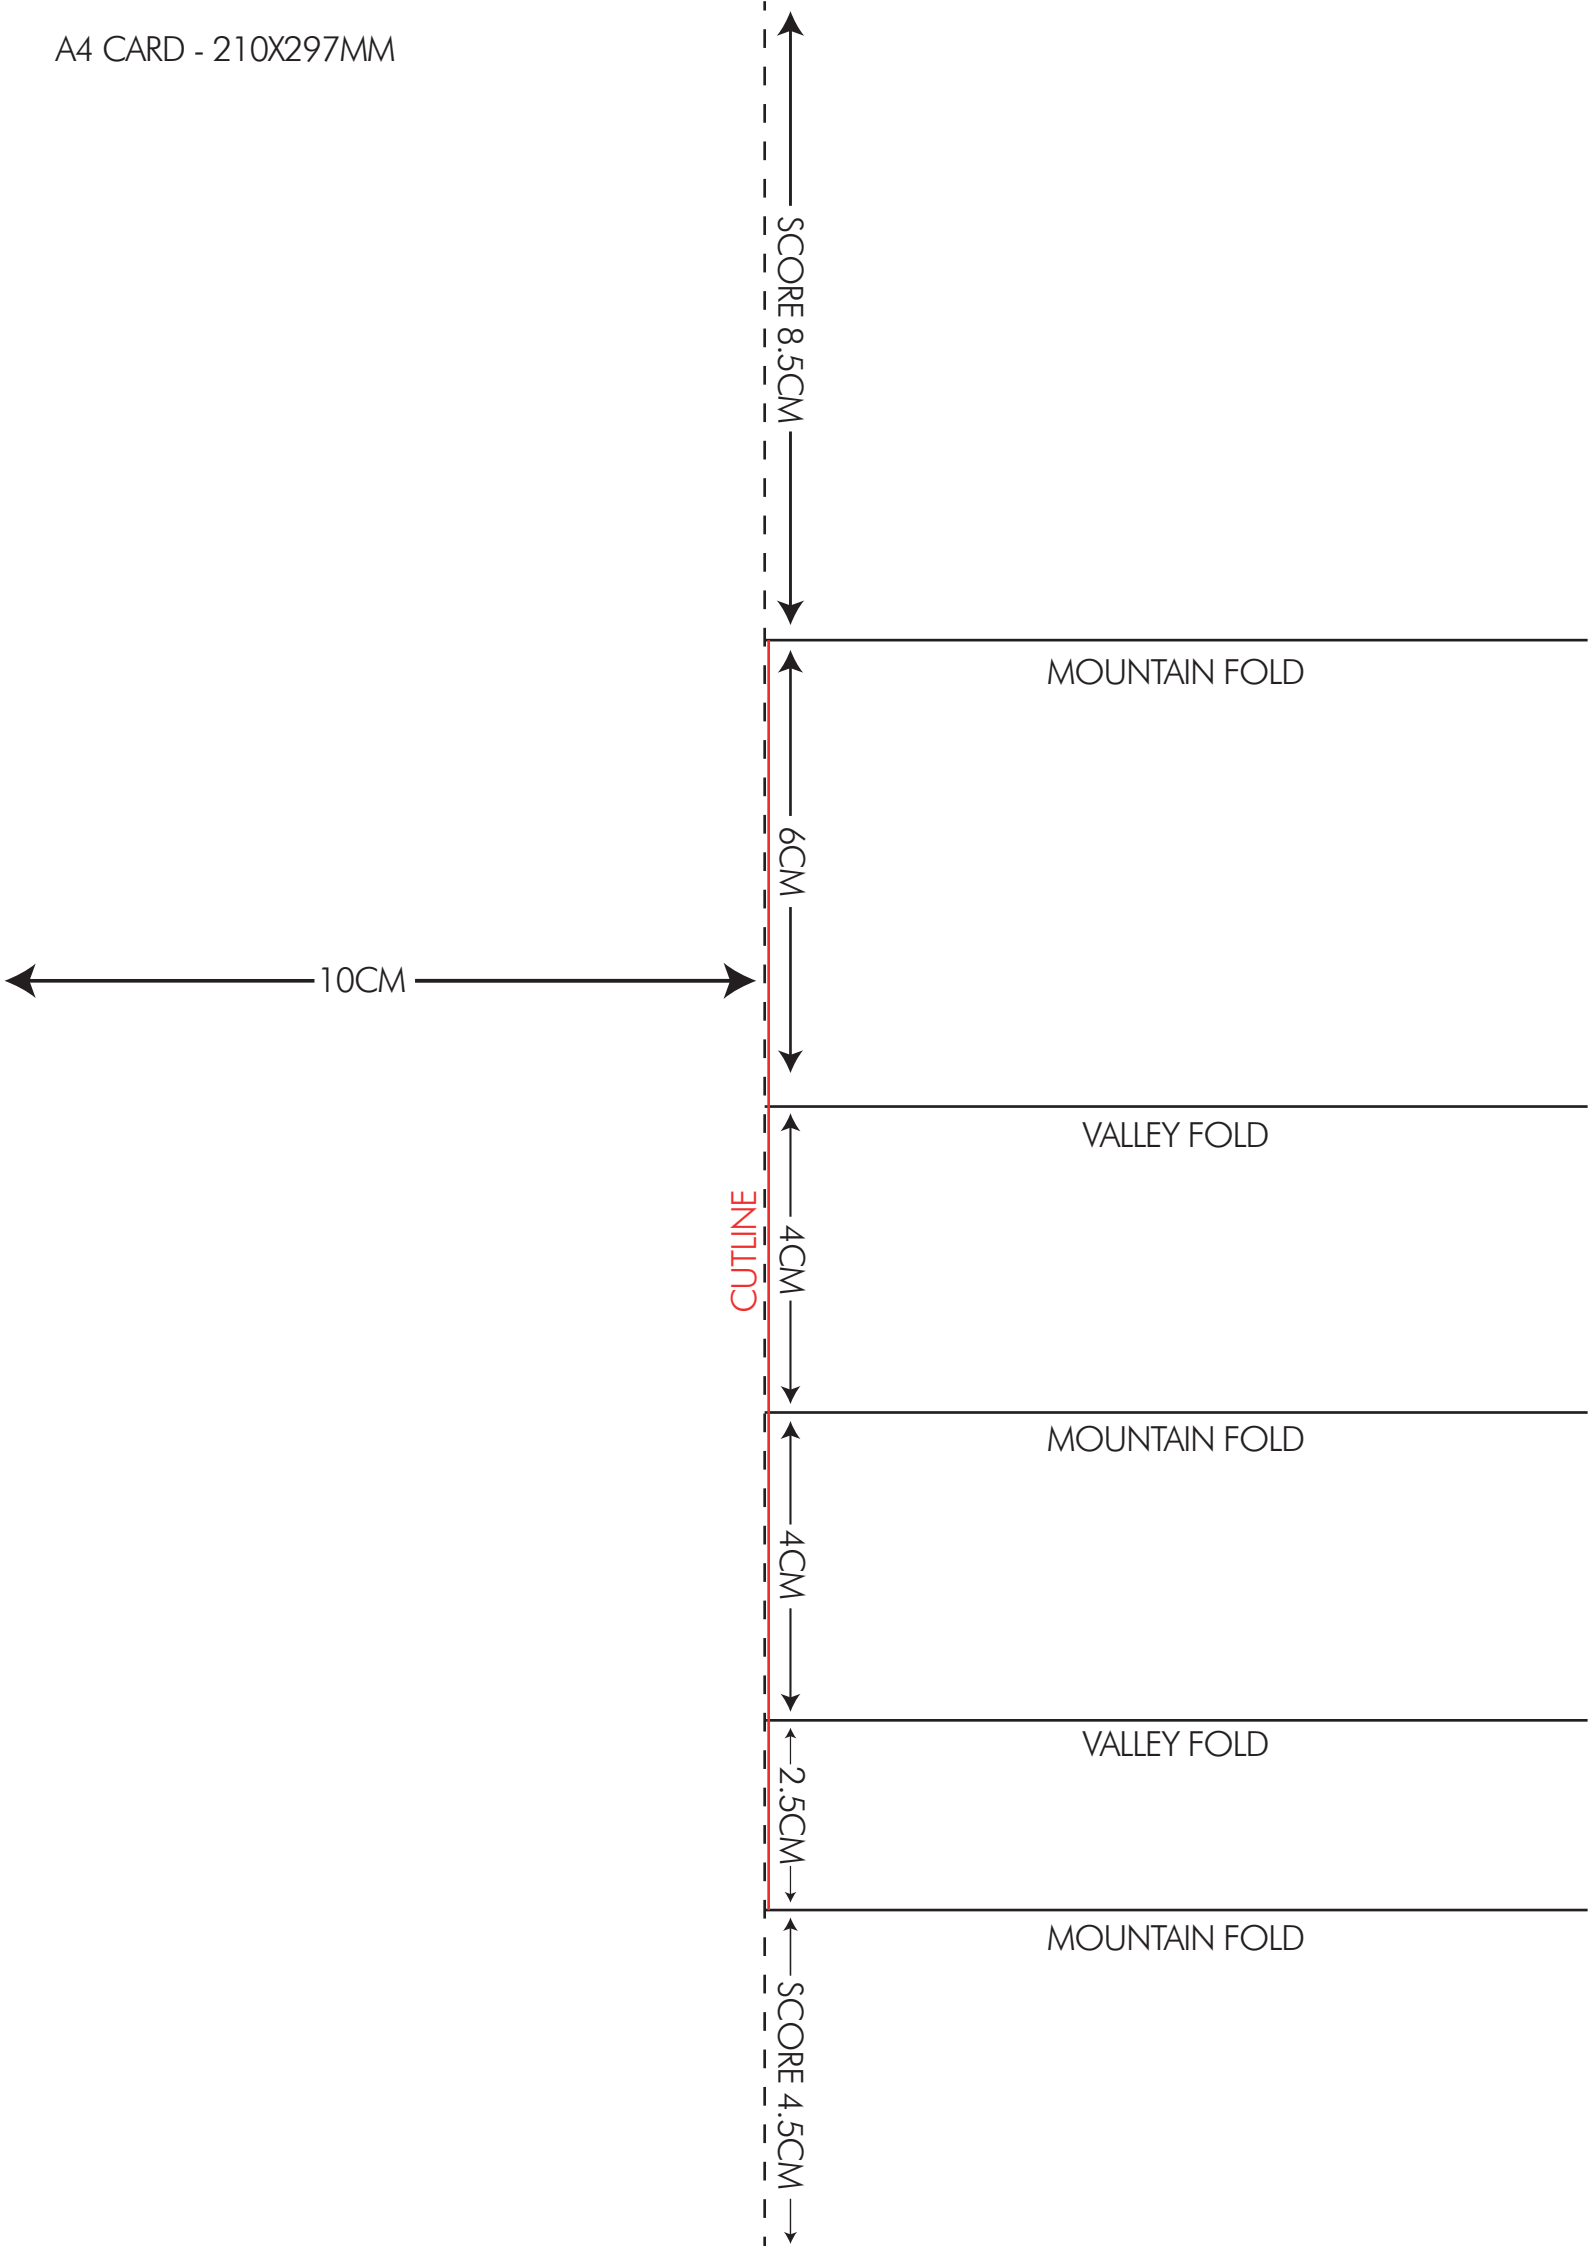 A4 CARD - 210X297MM
SCORE 8.5CM
MOUNTAIN FOLD
6CM
10CM
VALLEY FOLD
CUTLINE
4CM
MOUNTAIN FOLD
4CM
VALLEY FOLD
2.5CM
MOUNTAIN FOLD
SCORE 4.5CM